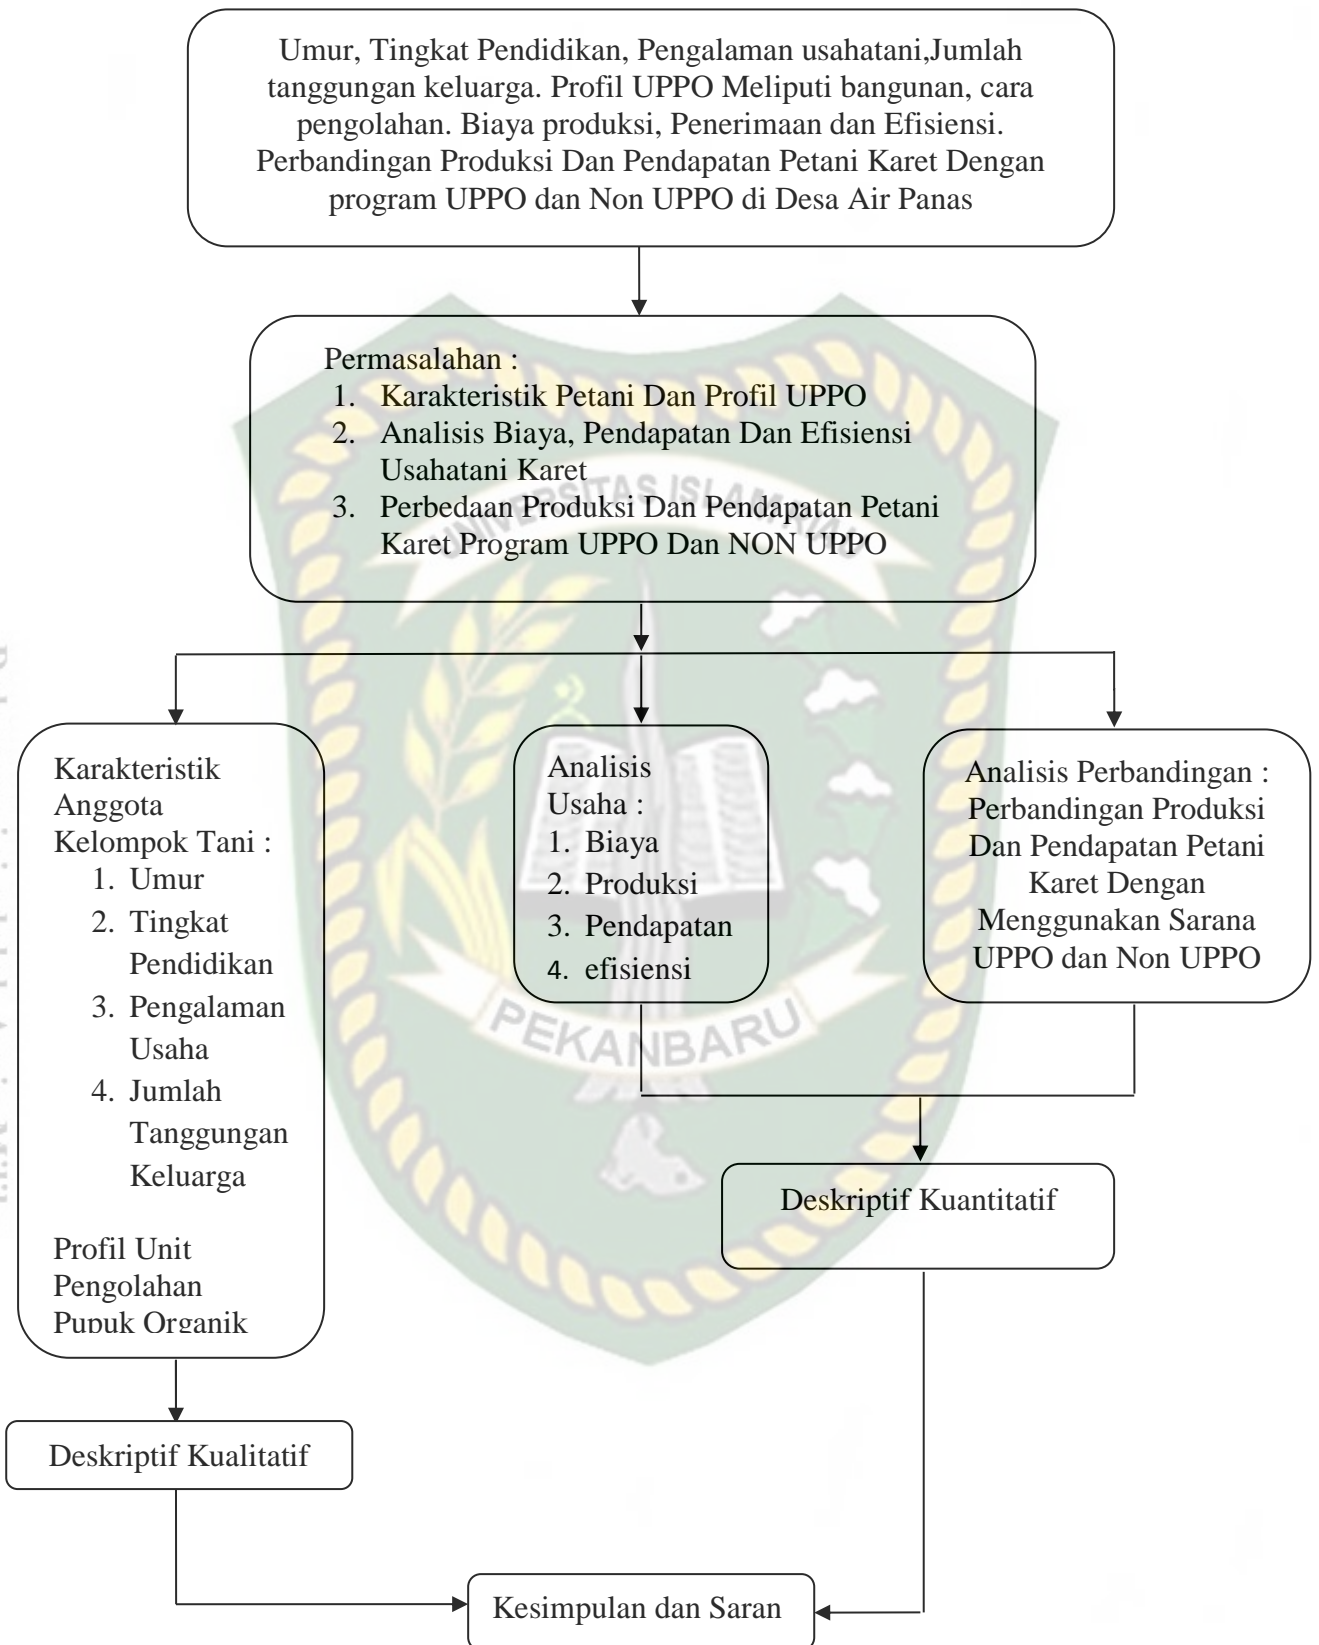 Umur, Tingkat Pendidikan, Pengalaman usahatani,Jumlah
tanggungan keluarga. Profil UPPO Meliputi bangunan, cara
pengolahan. Biaya produksi, Penerimaan dan Efisiensi.
Perbandingan Produksi Dan Pendapatan Petani Karet Dengan
program UPPO dan Non UPPO di Desa Air Panas
Permasalahan :
1. Karakteristik Petani Dan Profil UPPO
2. Analisis Biaya, Pendapatan Dan Efisiensi
Usahatani Karet
3. Perbedaan Produksi Dan Pendapatan Petani
Karet Program UPPO Dan NON UPPO
UNIVERSITAS ISLAM RIAU
Karakteristik
Anggota
Kelompok Tani :
1. Umur
2. Tingkat
Pendidikan
3. Pengalaman
Usaha
4. Jumlah
Tanggungan
Keluarga
Profil Unit
Pengolahan
Pupuk Organik
Analisis
Usaha :
1. Biaya
2. Produksi
3. Pendapatan
4. efisiensi
Analisis Perbandingan :
Perbandingan Produksi
Dan Pendapatan Petani
Karet Dengan
Menggunakan Sarana
UPPO dan Non UPPO
PEKANBARU
Deskriptif Kuantitatif
Deskriptif Kualitatif
Kesimpulan dan Saran